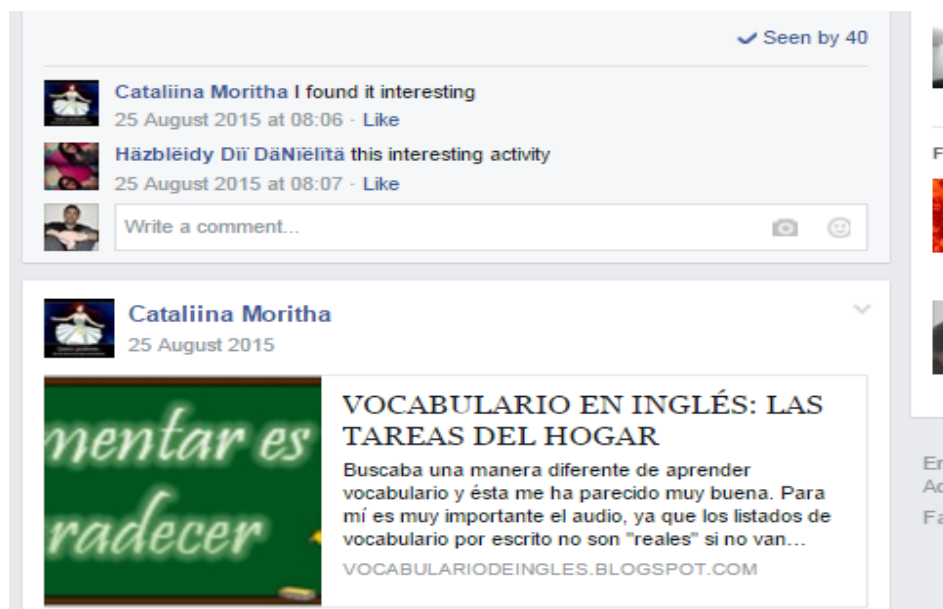 Seen by 40
Cataliina Moritha I found it interesting
25 August 2015 at 08:06 · Like
Häzblëidy Diï DäNiëlïtä this interesting activity
25 August 2015 at 08:07 · Like
Write a comment...
Cataliina Moritha
25 August 2015
mentar es
radecer
VOCABULARIO EN INGLÉS: LAS
TAREAS DEL HOGAR
Buscaba una manera diferente de aprender
vocabulario y ésta me ha parecido muy buena. Para
mí es muy importante el audio, ya que los listados de
vocabulario por escrito no son "reales" si no van...
VOCABULARIODEINGLES.BLOGSPOT.COM